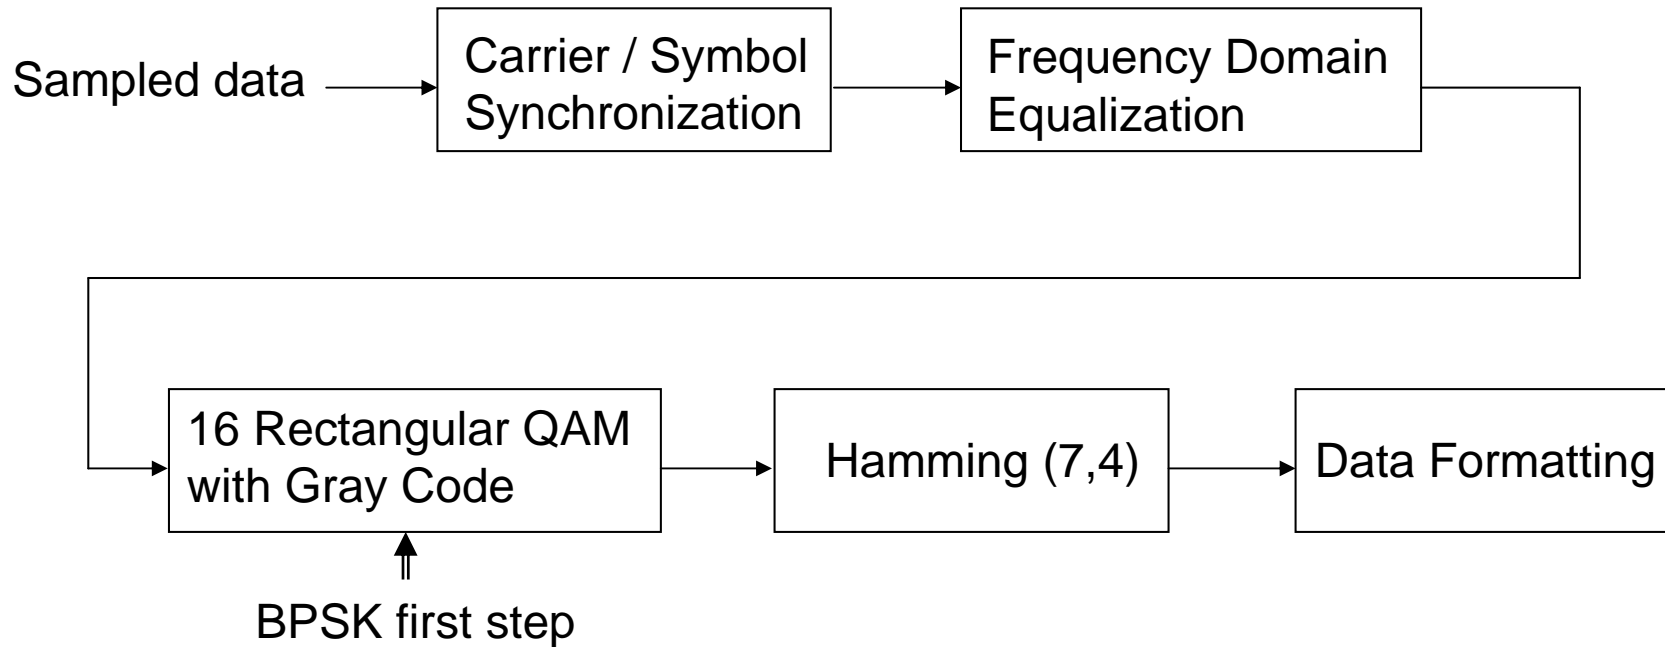 Sampled data
Carrier / Symbol
Synchronization
Frequency Domain
Equalization
16 Rectangular QAM
with Gray Code
Hamming (7,4)
Data Formatting
BPSK first step